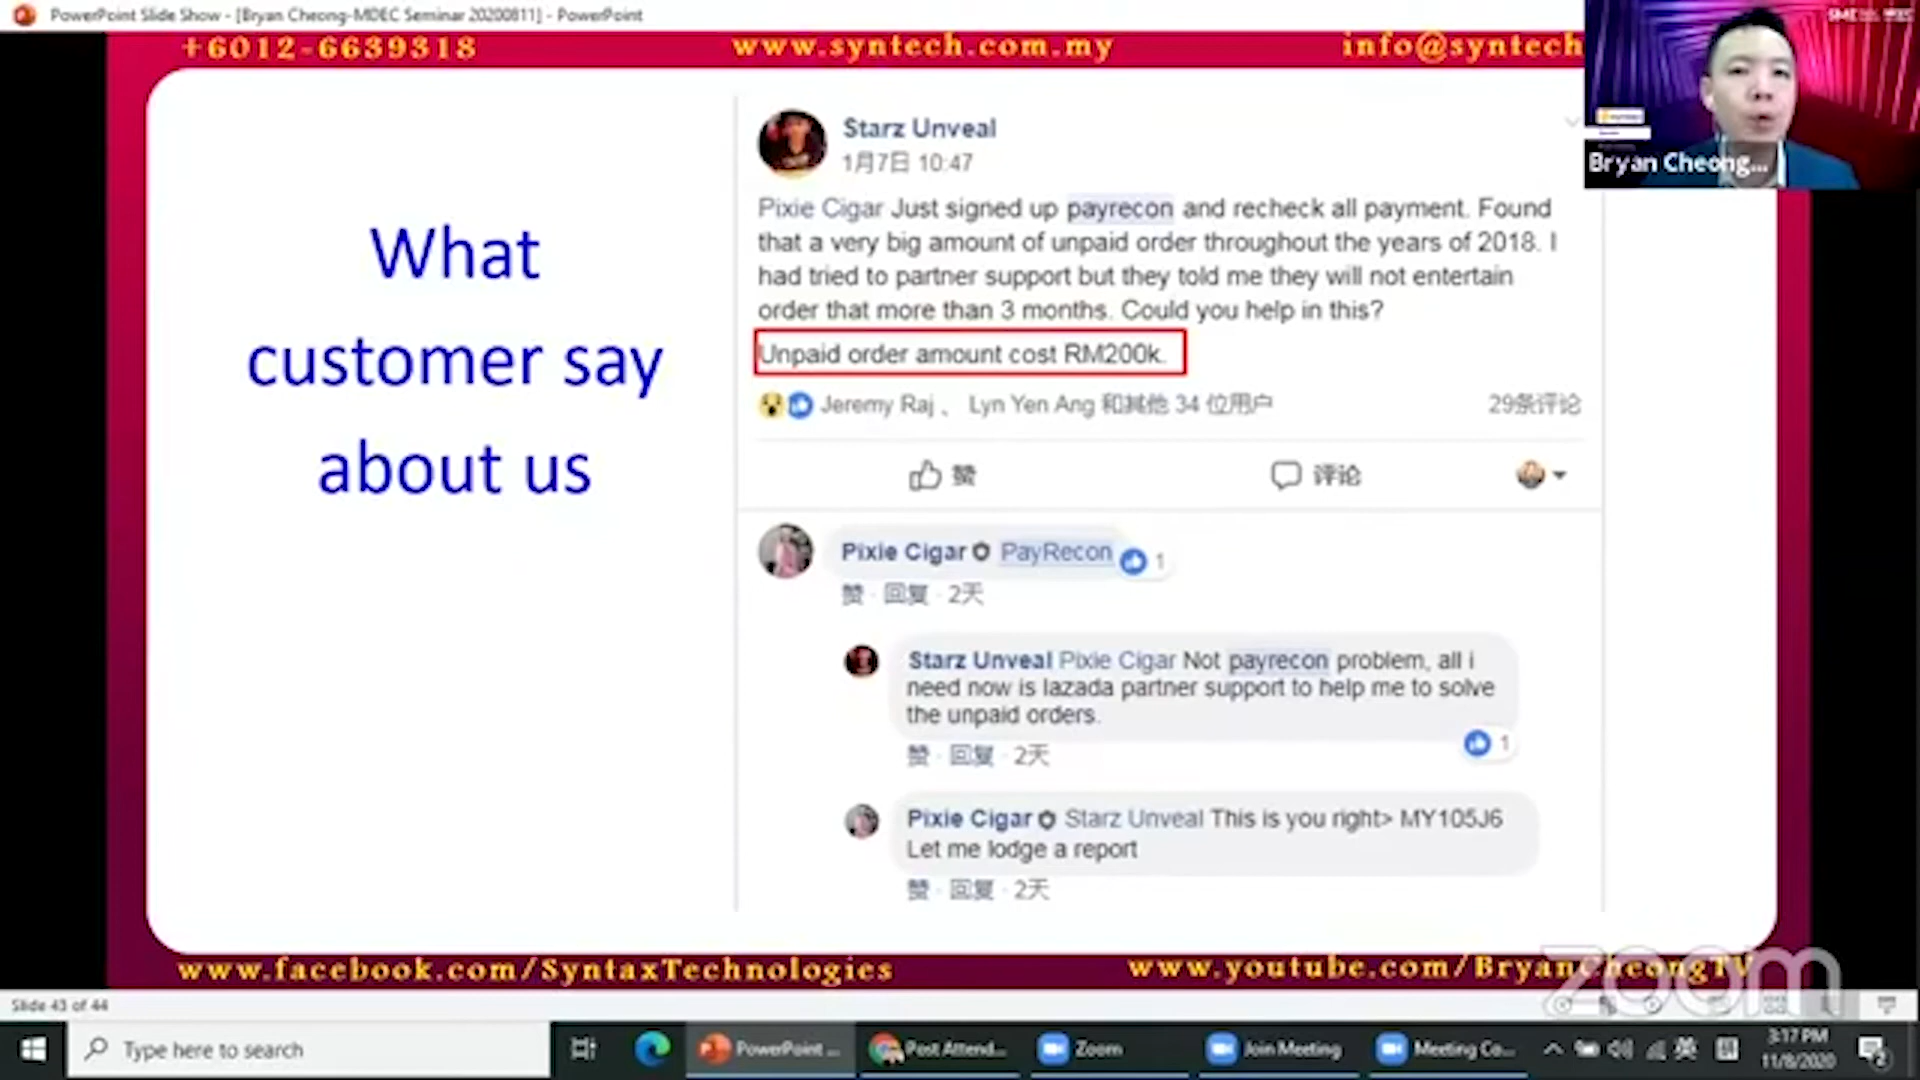 PowerPoint Slide Show - [Bryan Cheong-MDEC Seminar 20200811] - PowerPoint
+6012-6639318 www.syntech.com.my info@syntech
Bryan Cheong...
What
customer say
about us
Starz Unveal
1月7日 10:47
Pixie Cigar Just signed up payrecon and recheck all payment. Found
that a very big amount of unpaid order throughout the years of 2018. I
had tried to partner support but they told me they will not entertain
order that more than 3 months. Could you help in this?
Unpaid order amount cost RM200k.
Jeremy Raj 、 Lyn Yen Ang 和其他 34 位用户 29条评论
赞 评论
Pixie Cigar PayRecon 1
赞 · 回复 · 2天
Starz Unveal Pixie Cigar Not payrecon problem, all i
need now is lazada partner support to help me to solve
the unpaid orders.
1
赞 · 回复 · 2天
Pixie Cigar Starz Unveal This is you right> MY105J6
Let me lodge a report
赞 · 回复 · 2天
www.facebook.com/SyntaxTechnologies www.youtube.com/BryanCheongTV
zoom
Slide 43 of 44
Type here to search PowerPoint ... Post Attend... Zoom Join Meeting Meeting Co... 英 3:17 PM
11/8/2020 2